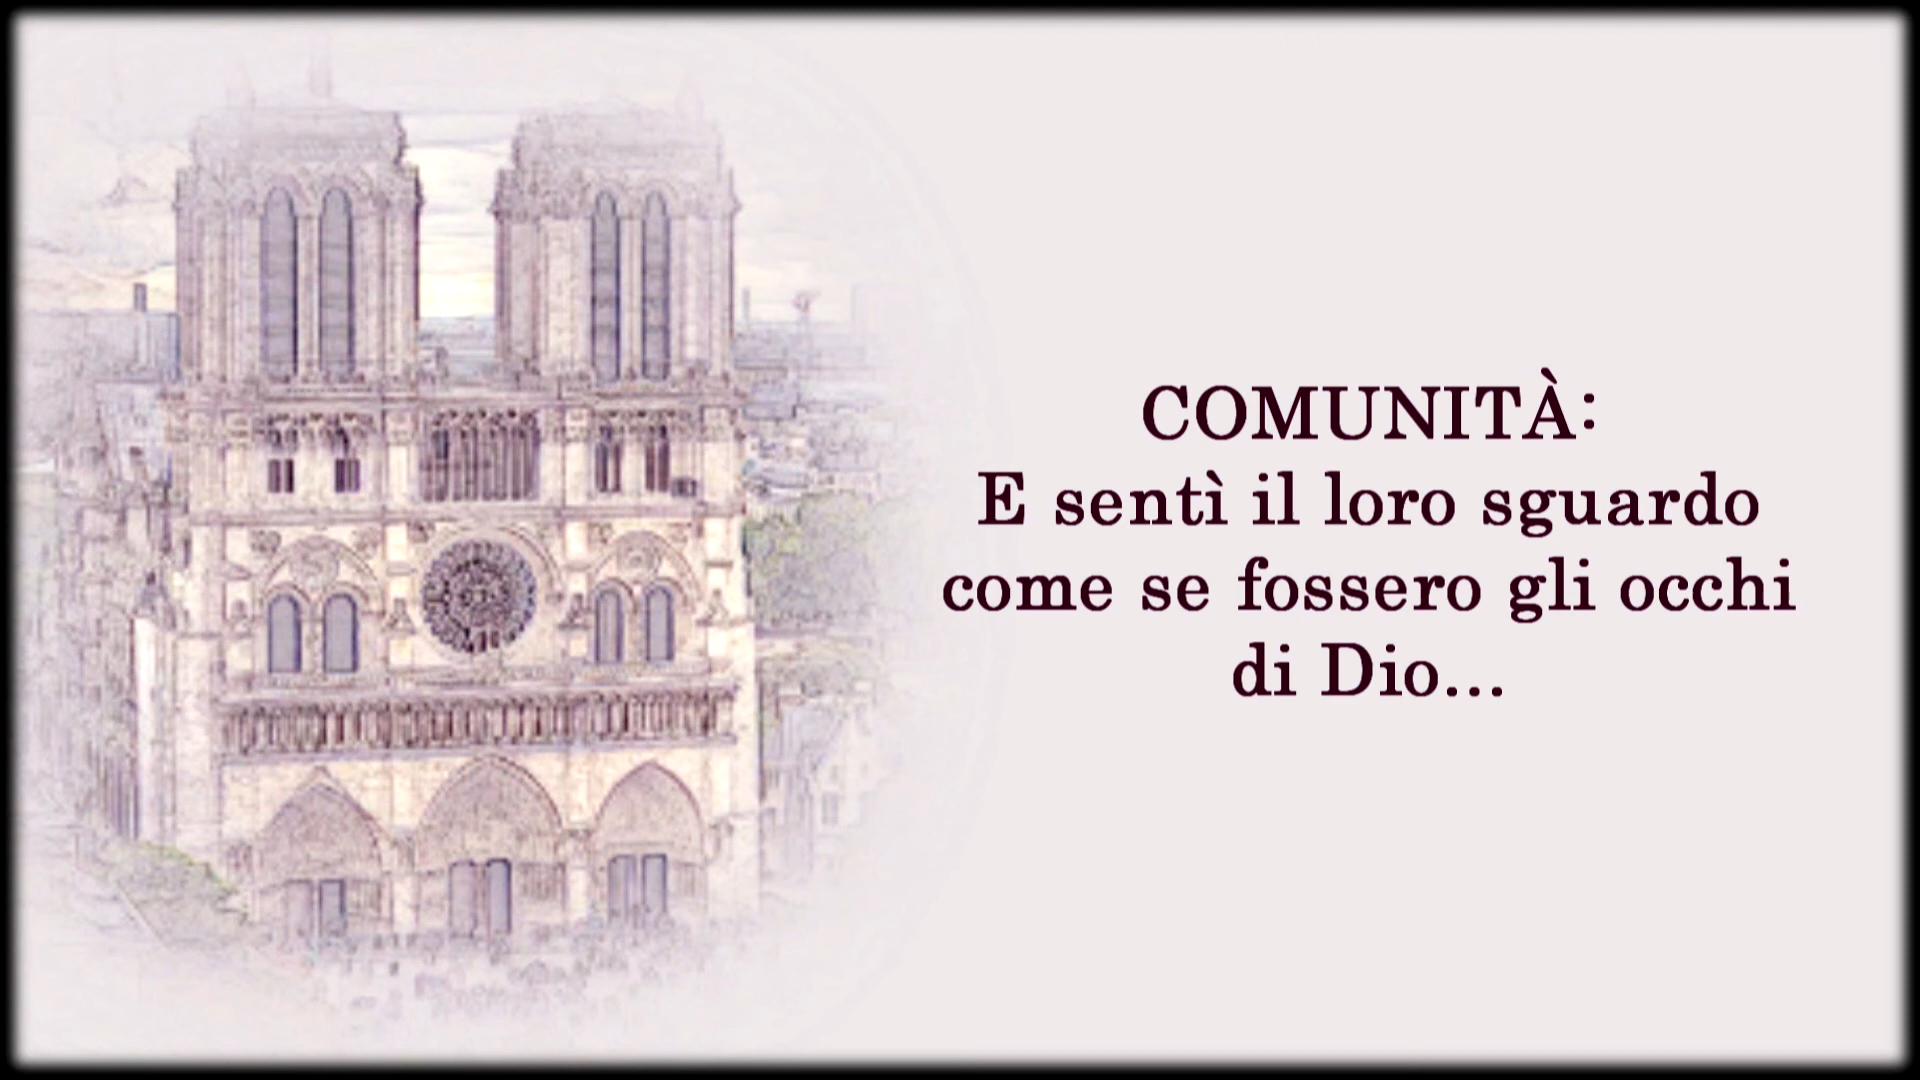 COMUNITÀ:
E sentì il loro sguardo
come se fossero gli occhi
di Dio...